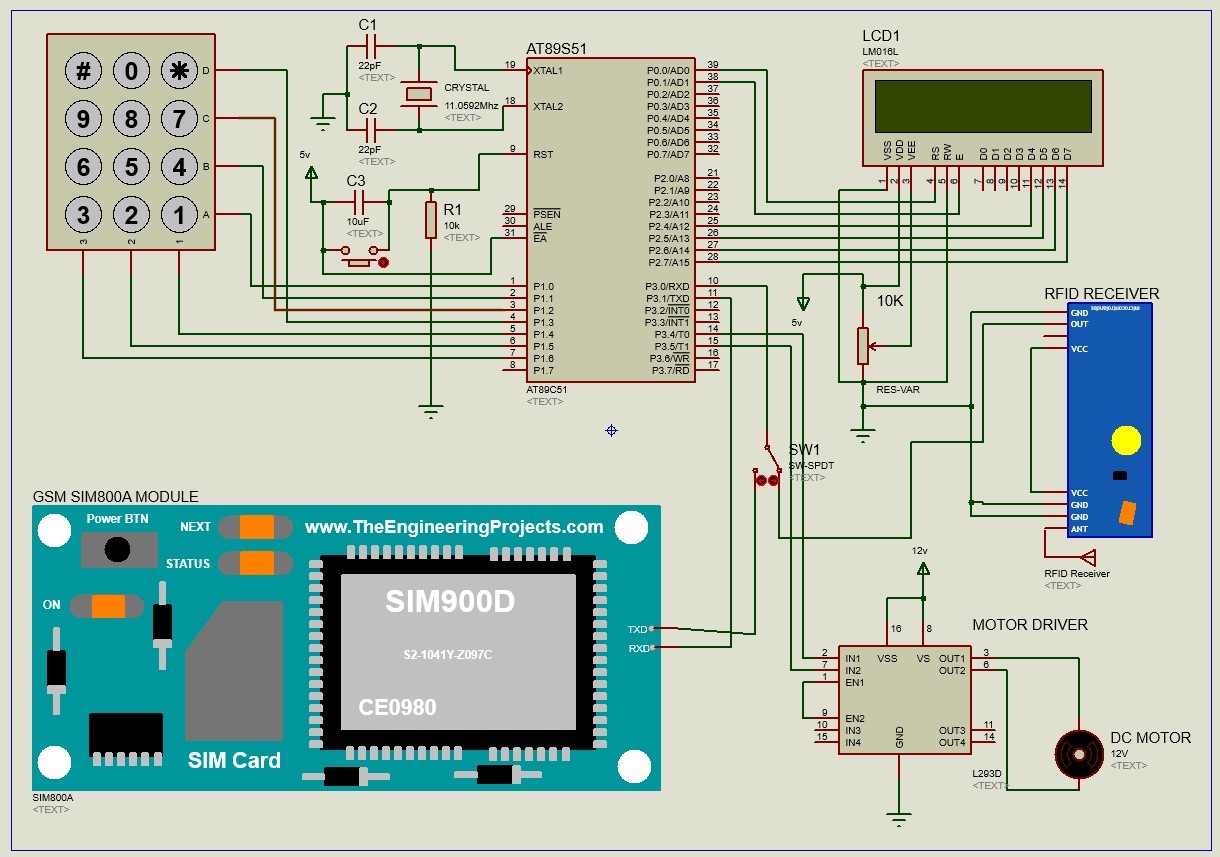 # 0 * D
9 8 7 C
6 5 4 B
3 2 1 A
3 2 1
C1
22pF
<TEXT>
CRYSTAL
11.0592Mhz
<TEXT>
C2
22pF
<TEXT>
5v
C3
10uF
<TEXT>
R1
10k
<TEXT>
AT89S51
19 XTAL1
18 XTAL2
9 RST
29 PSEN
30 ALE
31 EA
1 P1.0
2 P1.1
3 P1.2
4 P1.3
5 P1.4
6 P1.5
7 P1.6
8 P1.7
P0.0/AD0 39
P0.1/AD1 38
P0.2/AD2 37
P0.3/AD3 36
P0.4/AD4 35
P0.5/AD5 34
P0.6/AD6 33
P0.7/AD7 32
P2.0/A8 21
P2.1/A9 22
P2.2/A10 23
P2.3/A11 24
P2.4/A12 25
P2.5/A13 26
P2.6/A14 27
P2.7/A15 28
P3.0/RXD 10
P3.1/TXD 11
P3.2/INT0 12
P3.3/INT1 13
P3.4/T0 14
P3.5/T1 15
P3.6/WR 16
P3.7/RD 17
AT89C51
<TEXT>
LCD1
LM016L
<TEXT>
VSS VDD VEE RS RW E D0 D1 D2 D3 D4 D5 D6 D7
1 2 3 4 5 6 7 8 9 10 11 12 13 14
5v
10K
RES-VAR
RFID RECEIVER
microcontrolandos
GND
OUT
VCC
VCC
GND
GND
ANT
RFID Receiver
<TEXT>
SW1
SW-SPDT
<TEXT>
GSM SIM800A MODULE
Power BTN
NEXT
www.TheEngineeringProjects.com
STATUS
ON
SIM900D
S2-1041Y-Z097C
CE0980
SIM Card
TXD
RXD
SIM800A
<TEXT>
12v
MOTOR DRIVER
16 8
VSS VS
2 IN1
7 IN2
1 EN1
9 EN2
10 IN3
15 IN4
OUT1 3
OUT2 6
OUT3 11
OUT4 14
GND
L293D
<TEXT>
DC MOTOR
12V
<TEXT>